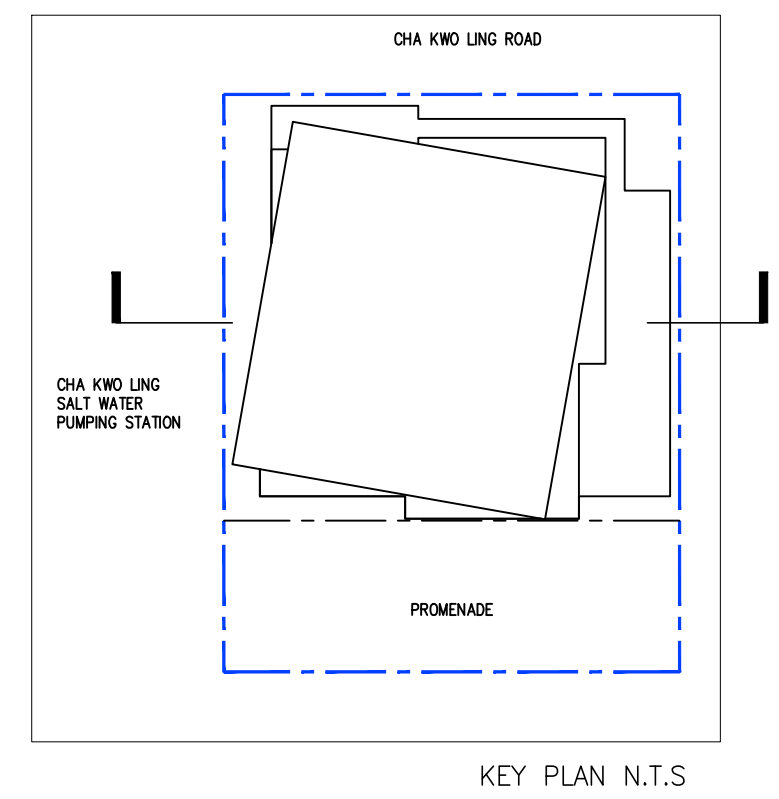 CHA KWO LING ROAD
CHA KWO LING
SALT WATER
PUMPING STATION
PROMENADE
KEY PLAN N.T.S